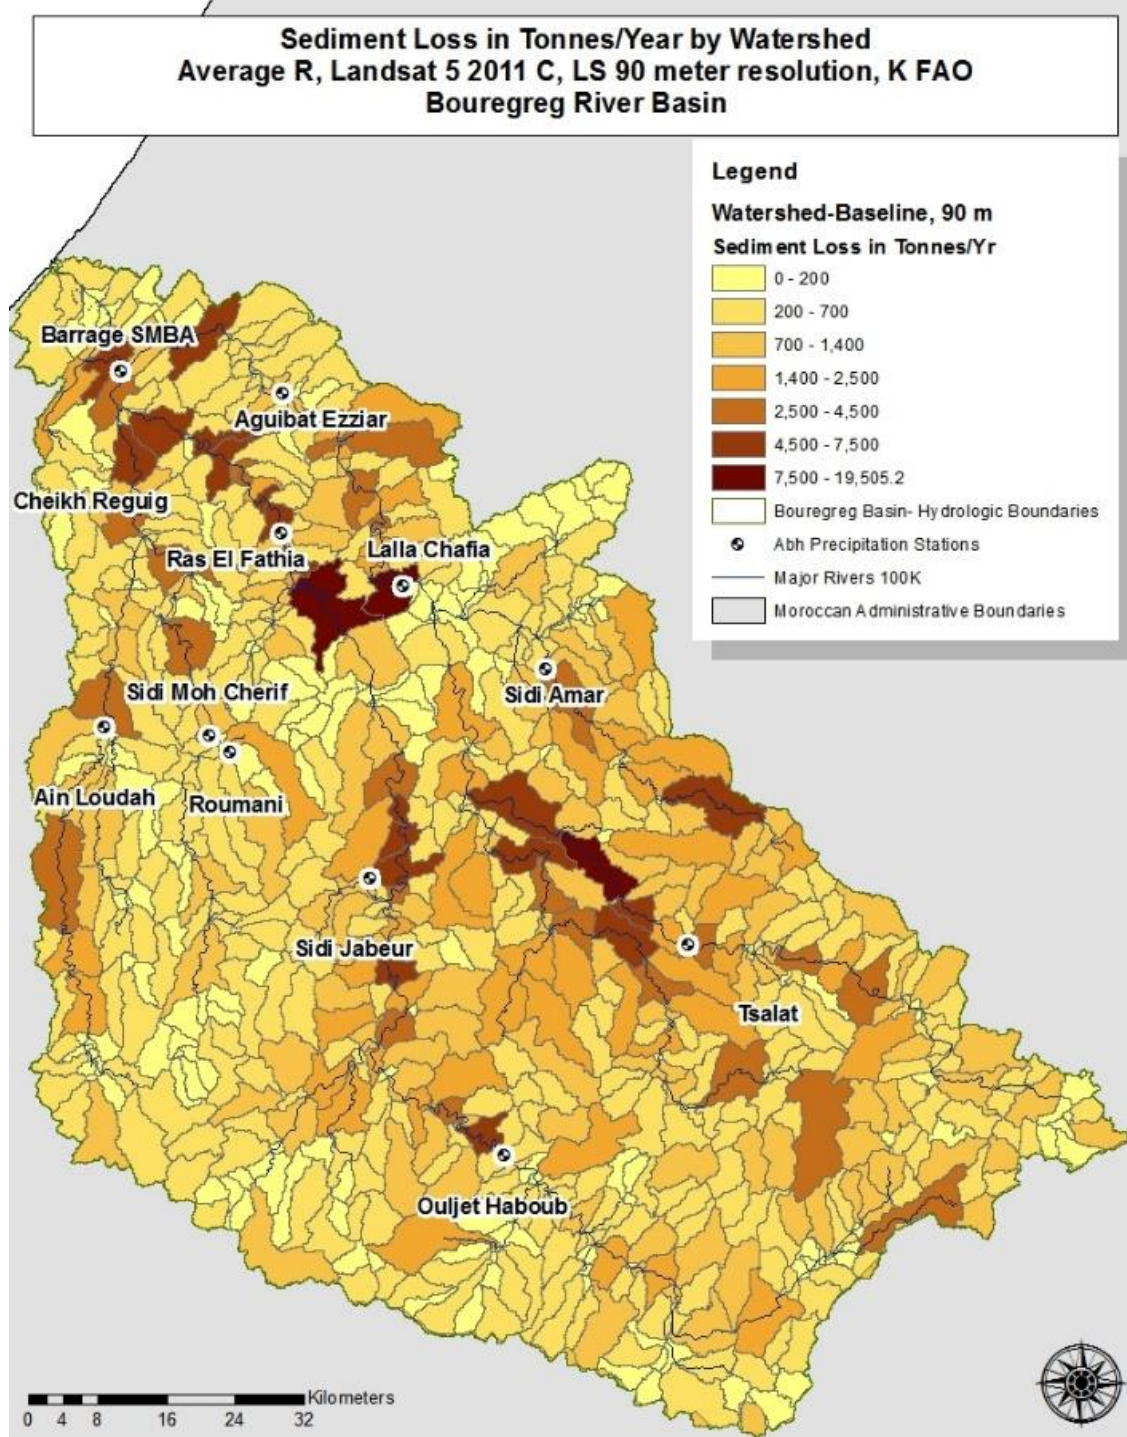 Sediment Loss in Tonnes/Year by Watershed
Average R, Landsat 5 2011 C, LS 90 meter resolution, K FAO
Bouregreg River Basin
Legend
Watershed-Baseline, 90 m
Sediment Loss in Tonnes/Yr
0 - 200
200 - 700
700 - 1,400
1,400 - 2,500
2,500 - 4,500
4,500 - 7,500
7,500 - 19,505.2
Bouregreg Basin- Hydrologic Boundaries
Abh Precipitation Stations
Major Rivers 100K
Moroccan Administrative Boundaries
Barrage SMBA
Aguibat Ezziar
Cheikh Reguig
Ras El Fathia
Lalla Chafia
Sidi Moh Cherif
Sidi Amar
Ain Loudah
Roumani
Sidi Jabeur
Tsalat
Ouljet Haboub
Kilometers
0 4 8 16 24 32